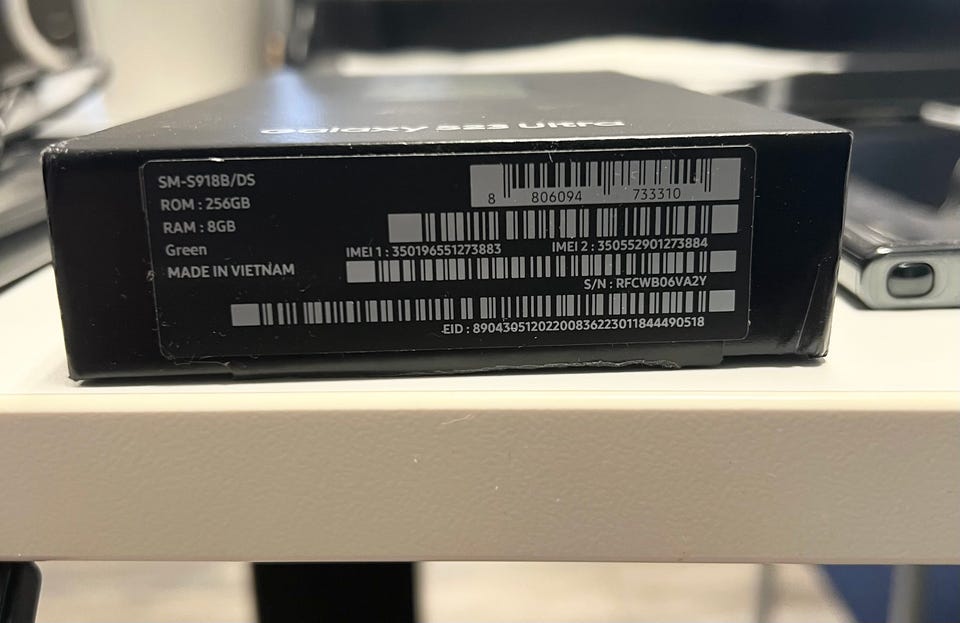 Galaxy S23 Ultra
SM-S918B/DS
ROM : 256GB
RAM : 8GB
Green
MADE IN VIETNAM
8 806094 733310
IMEI 1 : 350196551273883 IMEI 2 : 350552901273884
S/N : RFCWB06VA2Y
EID : 89043051202200836223011844490518